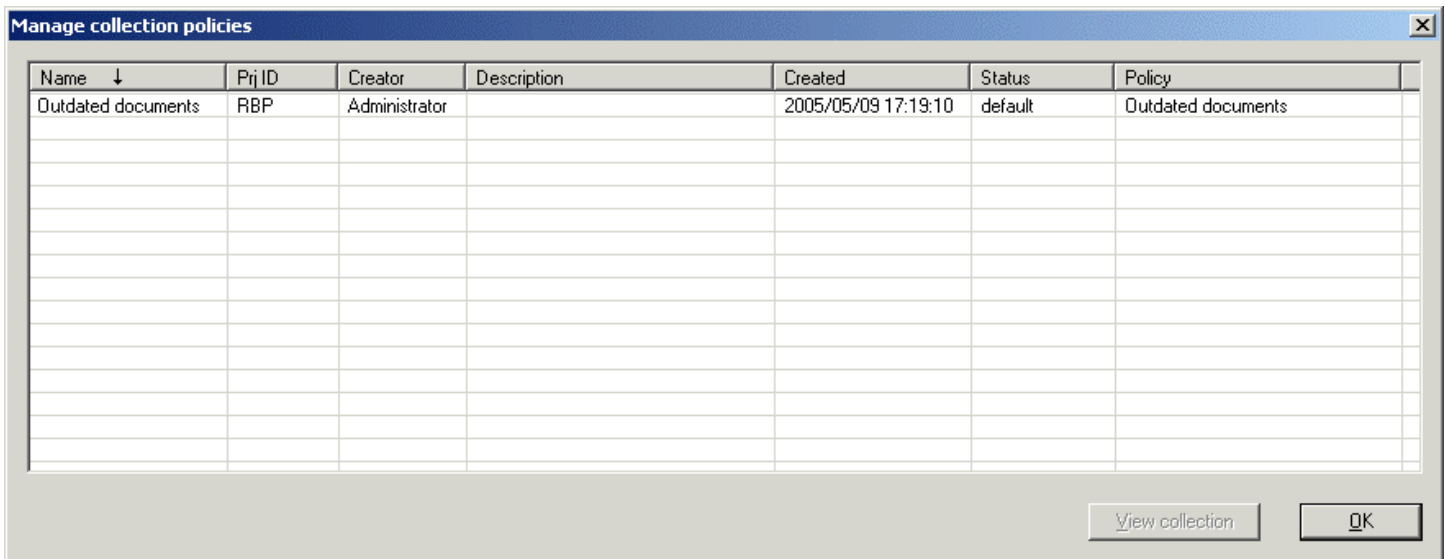 Manage collection policies
Name ↓ Prj ID Creator Description Created Status Policy
Outdated documents RBP Administrator 2005/05/09 17:19:10 default Outdated documents
View collection OK